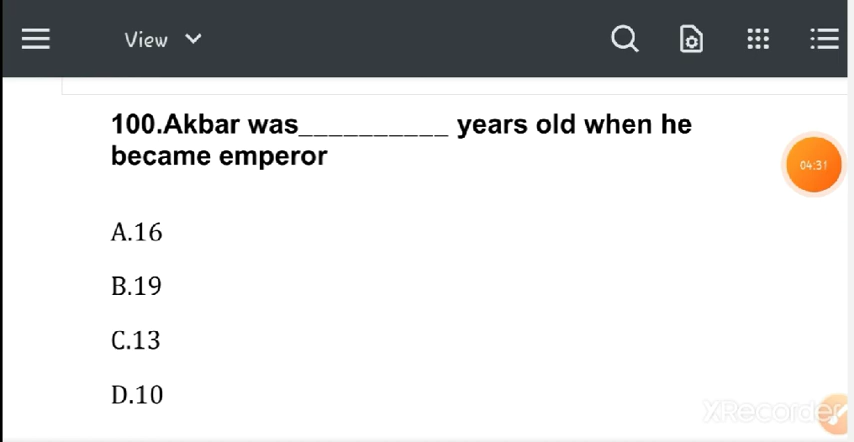 View
100.Akbar was__________ years old when he
became emperor
04:31
A.16
B.19
C.13
D.10
XRecorder